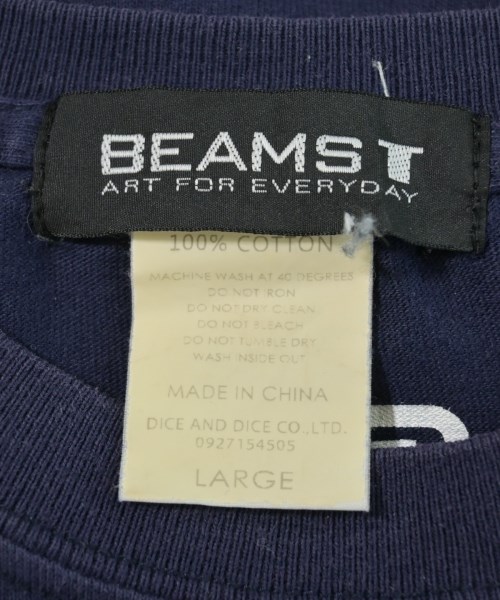 BEAMS T
ART FOR EVERYDAY
100% COTTON
MACHINE WASH AT 40 DEGREES
DO NOT IRON
DO NOT DRY CLEAN
DO NOT BLEACH
DO NOT TUMBLE DRY
WASH INSIDE OUT
MADE IN CHINA
DICE AND DICE CO.,LTD.
0927154505
LARGE